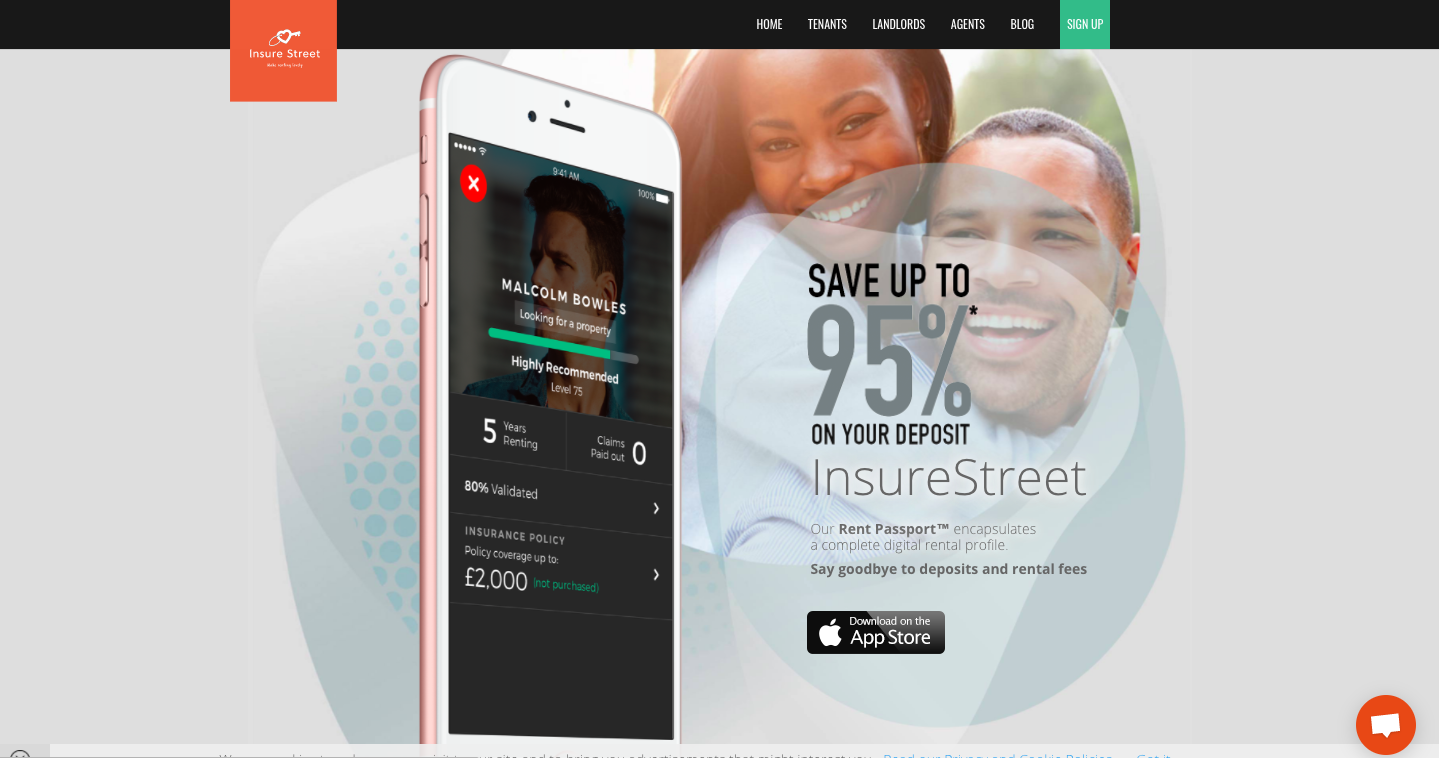 HOME TENANTS LANDLORDS AGENTS BLOG SIGN UP
Insure Street
9:41 AM
100%
X
MALCOLM BOWLES
Looking for a property
Highly Recommended
Level 75
5 Years
Renting
Claims
Paid out 0
80% Validated
INSURANCE POLICY
Policy coverage up to:
£2,000 (not purchased)
SAVE UP TO
95%*
ON YOUR DEPOSIT
InsureStreet
Our Rent Passport™ encapsulates
a complete digital rental profile.
Say goodbye to deposits and rental fees
Download on the
App Store
your site and to bring you advertisements that might interest you. Read our Privacy and Cookie Policies Got it